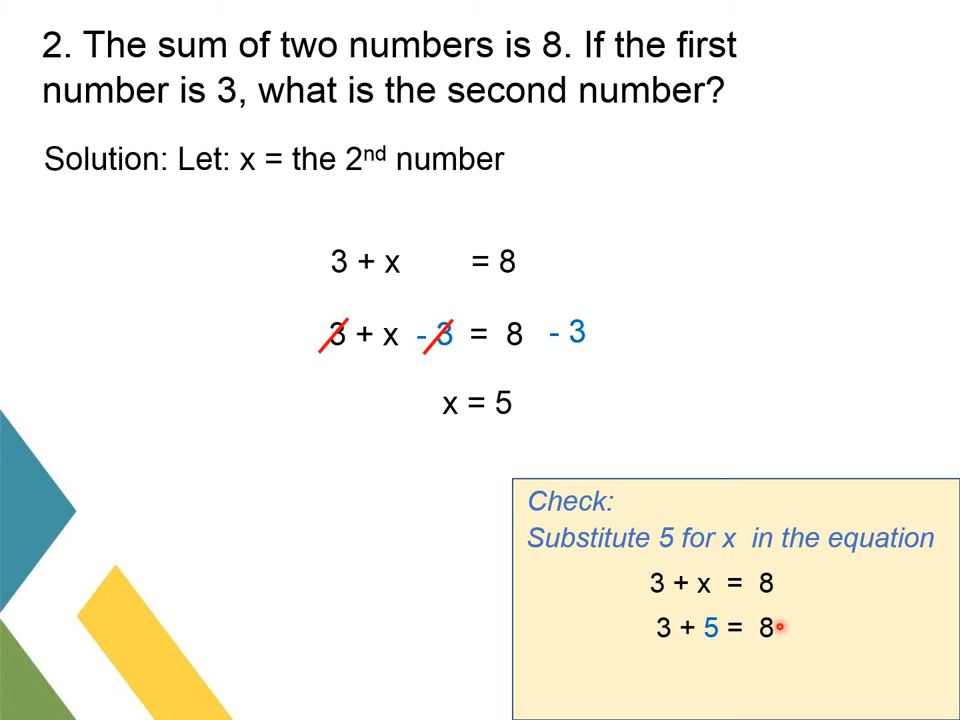 2. The sum of two numbers is 8. If the first
number is 3, what is the second number?
Solution: Let: x = the 2nd number
3 + x = 8
3 + x - 3 = 8 - 3
x = 5
Check:
Substitute 5 for x in the equation
3 + x = 8
3 + 5 = 8